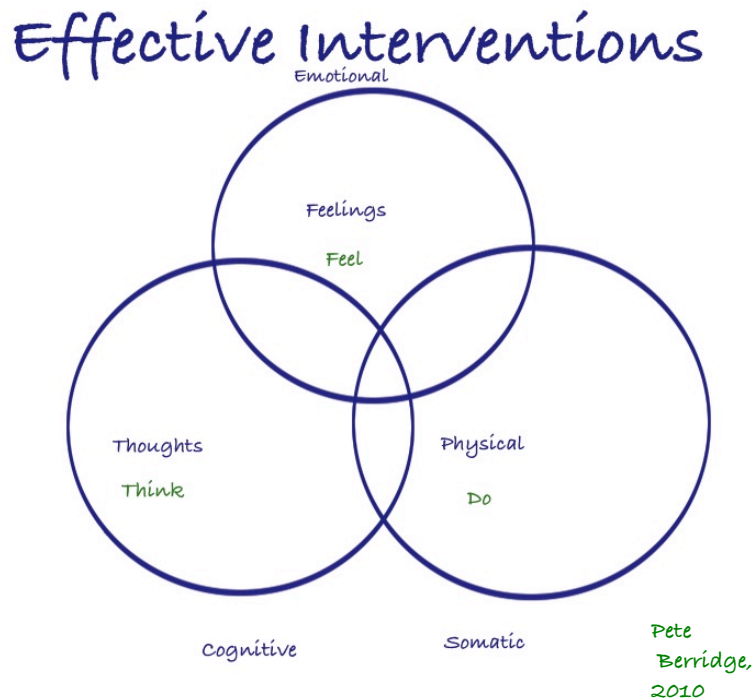 Effective Interventions
Emotional
Feelings
Feel
Thoughts
Think
Physical
Do
Cognitive
Somatic
Pete
Berridge,
2010